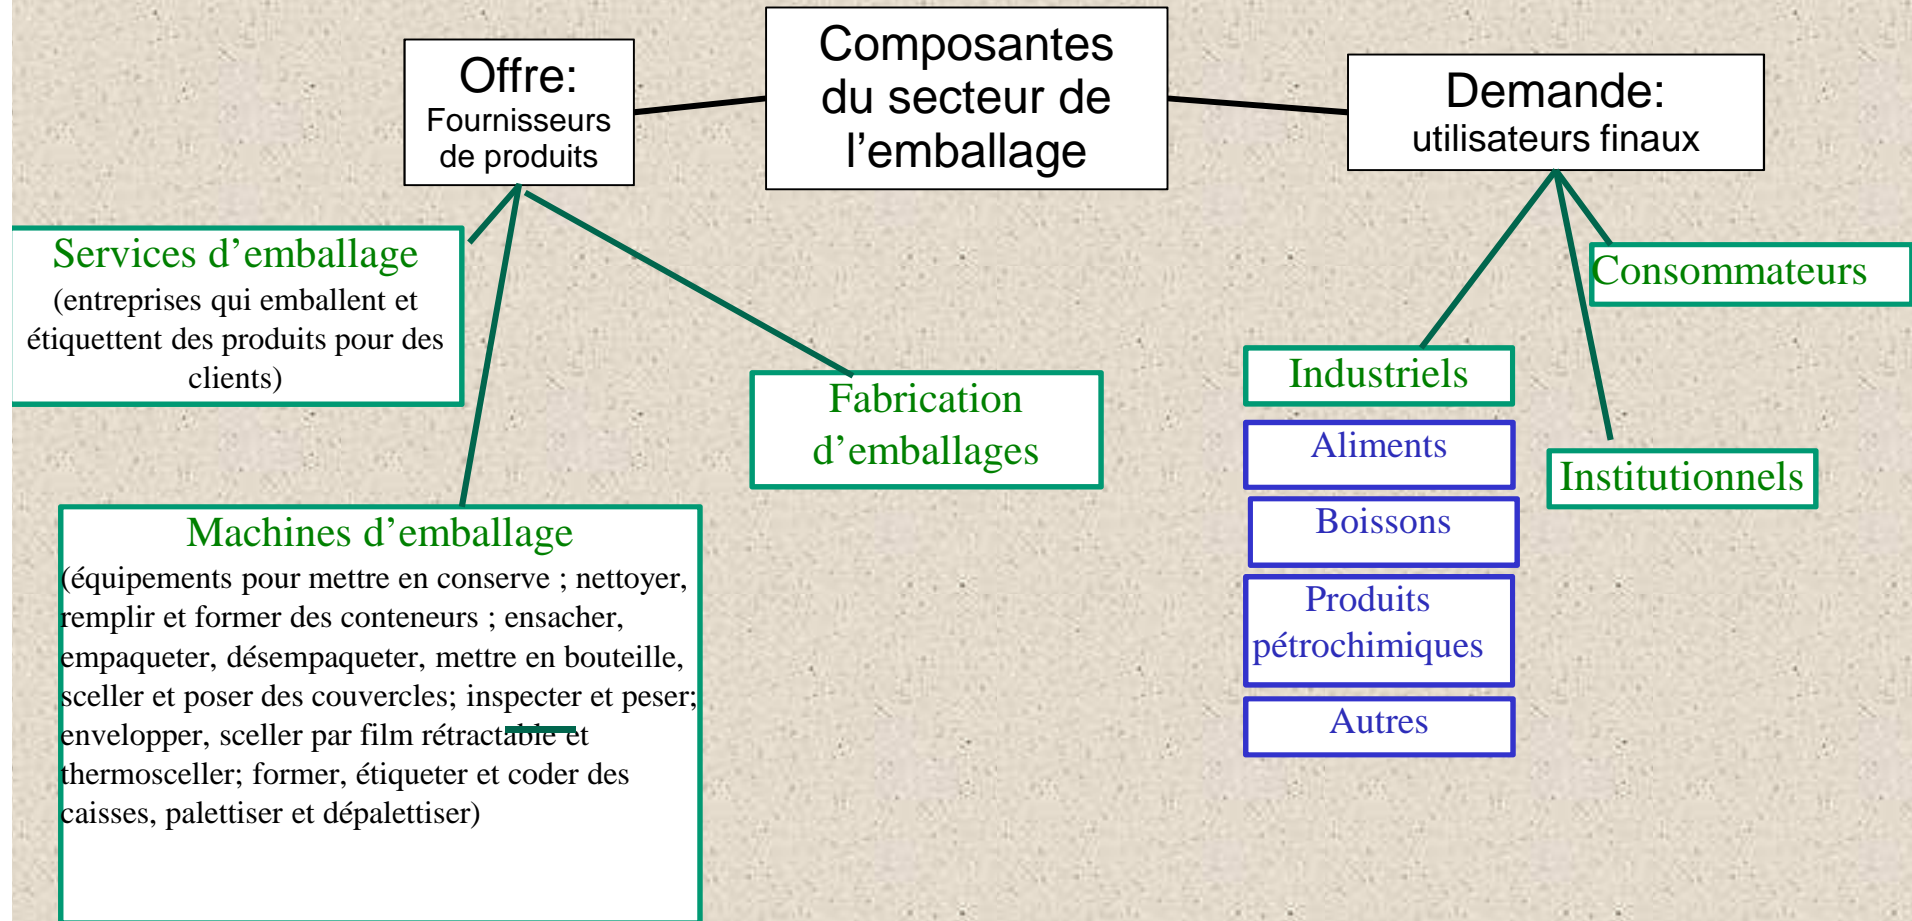 Composantes
du secteur de
l’emballage
Offre:
Fournisseurs
de produits
Services d’emballage
(entreprises qui emballent et
étiquettent des produits pour des
clients)
Machines d’emballage
(équipements pour mettre en conserve ; nettoyer,
remplir et former des conteneurs ; ensacher,
empaqueter, désempaqueter, mettre en bouteille,
sceller et poser des couvercles; inspecter et peser;
envelopper, sceller par film rétractable et
thermosceller; former, étiqueter et coder des
caisses, palettiser et dépalettiser)
Fabrication
d’emballages
Demande:
utilisateurs finaux
Consommateurs
Industriels
Aliments
Boissons
Produits
pétrochimiques
Autres
Institutionnels